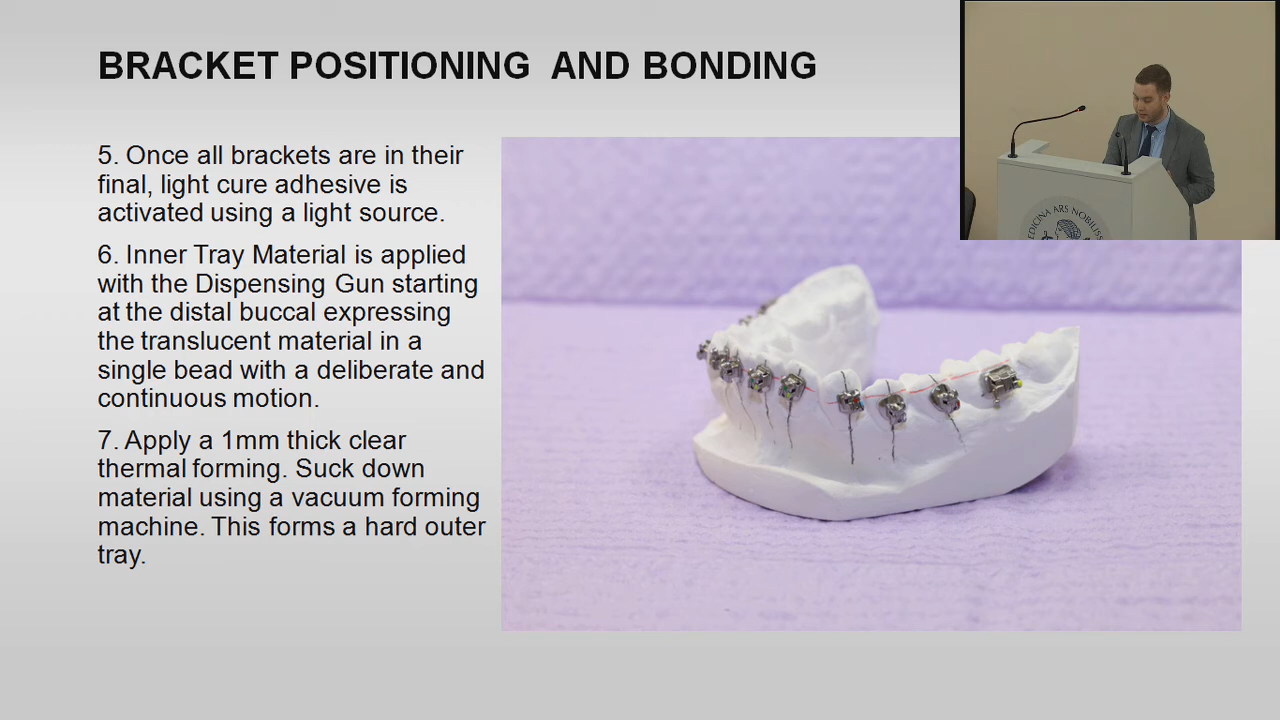 BRACKET POSITIONING AND BONDING
5. Once all brackets are in their
final, light cure adhesive is
activated using a light source.
6. Inner Tray Material is applied
with the Dispensing Gun starting
at the distal buccal expressing
the translucent material in a
single bead with a deliberate and
continuous motion.
7. Apply a 1mm thick clear
thermal forming. Suck down
material using a vacuum forming
machine. This forms a hard outer
tray.
ARS NOBILISS